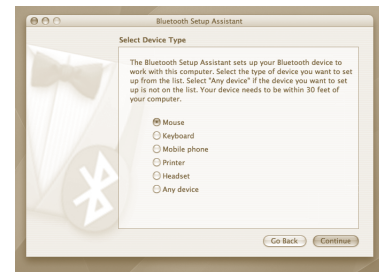 Bluetooth Setup Assistant
Select Device Type
The Bluetooth Setup Assistant sets up your Bluetooth device to
work with this computer. Select the type of device you want to set
up from the list. Select "Any device" if the device you want to set
up is not on the list. Your device needs to be within 30 feet of
your computer.
Mouse
Keyboard
Mobile phone
Printer
Headset
Any device
Go Back
Continue